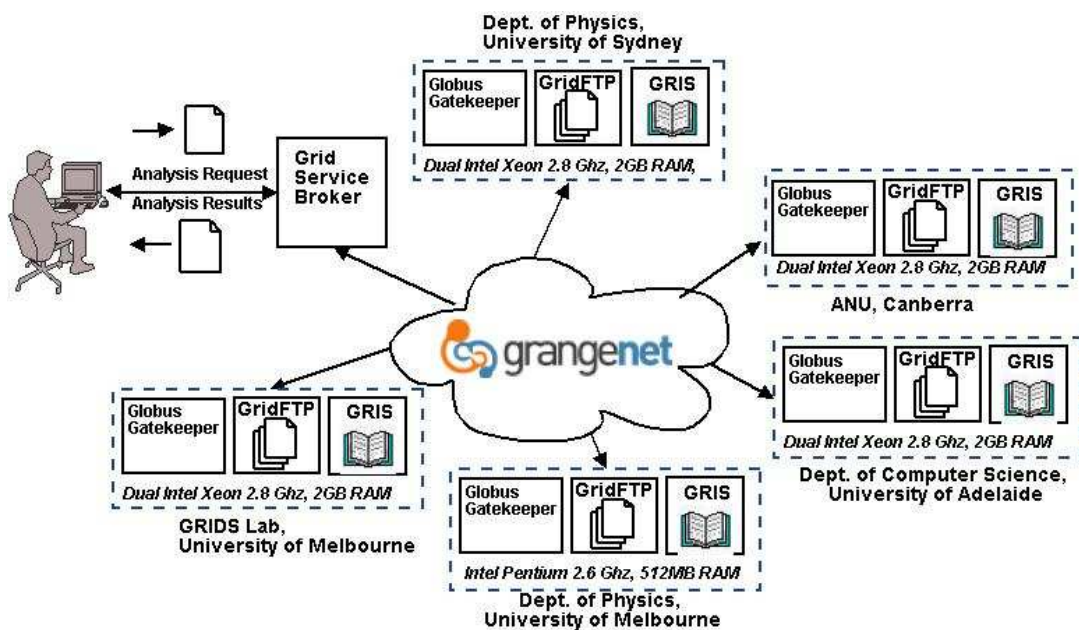 Dept. of Physics,
University of Sydney
Globus
Gatekeeper
GridFTP
GRIS
Dual Intel Xeon 2.8 Ghz, 2GB RAM,
Analysis Request
Analysis Results
Grid
Service
Broker
Globus
Gatekeeper
GridFTP
GRIS
Dual Intel Xeon 2.8 Ghz, 2GB RAM
ANU, Canberra
grangenet
Globus
Gatekeeper
GridFTP
GRIS
Dual Intel Xeon 2.8 Ghz, 2GB RAM
Dept. of Computer Science,
University of Adelaide
Globus
Gatekeeper
GridFTP
GRIS
Dual Intel Xeon 2.8 Ghz, 2GB RAM
GRIDS Lab,
University of Melbourne
Globus
Gatekeeper
GridFTP
GRIS
Intel Pentium 2.6 Ghz, 512MB RAM
Dept. of Physics,
University of Melbourne